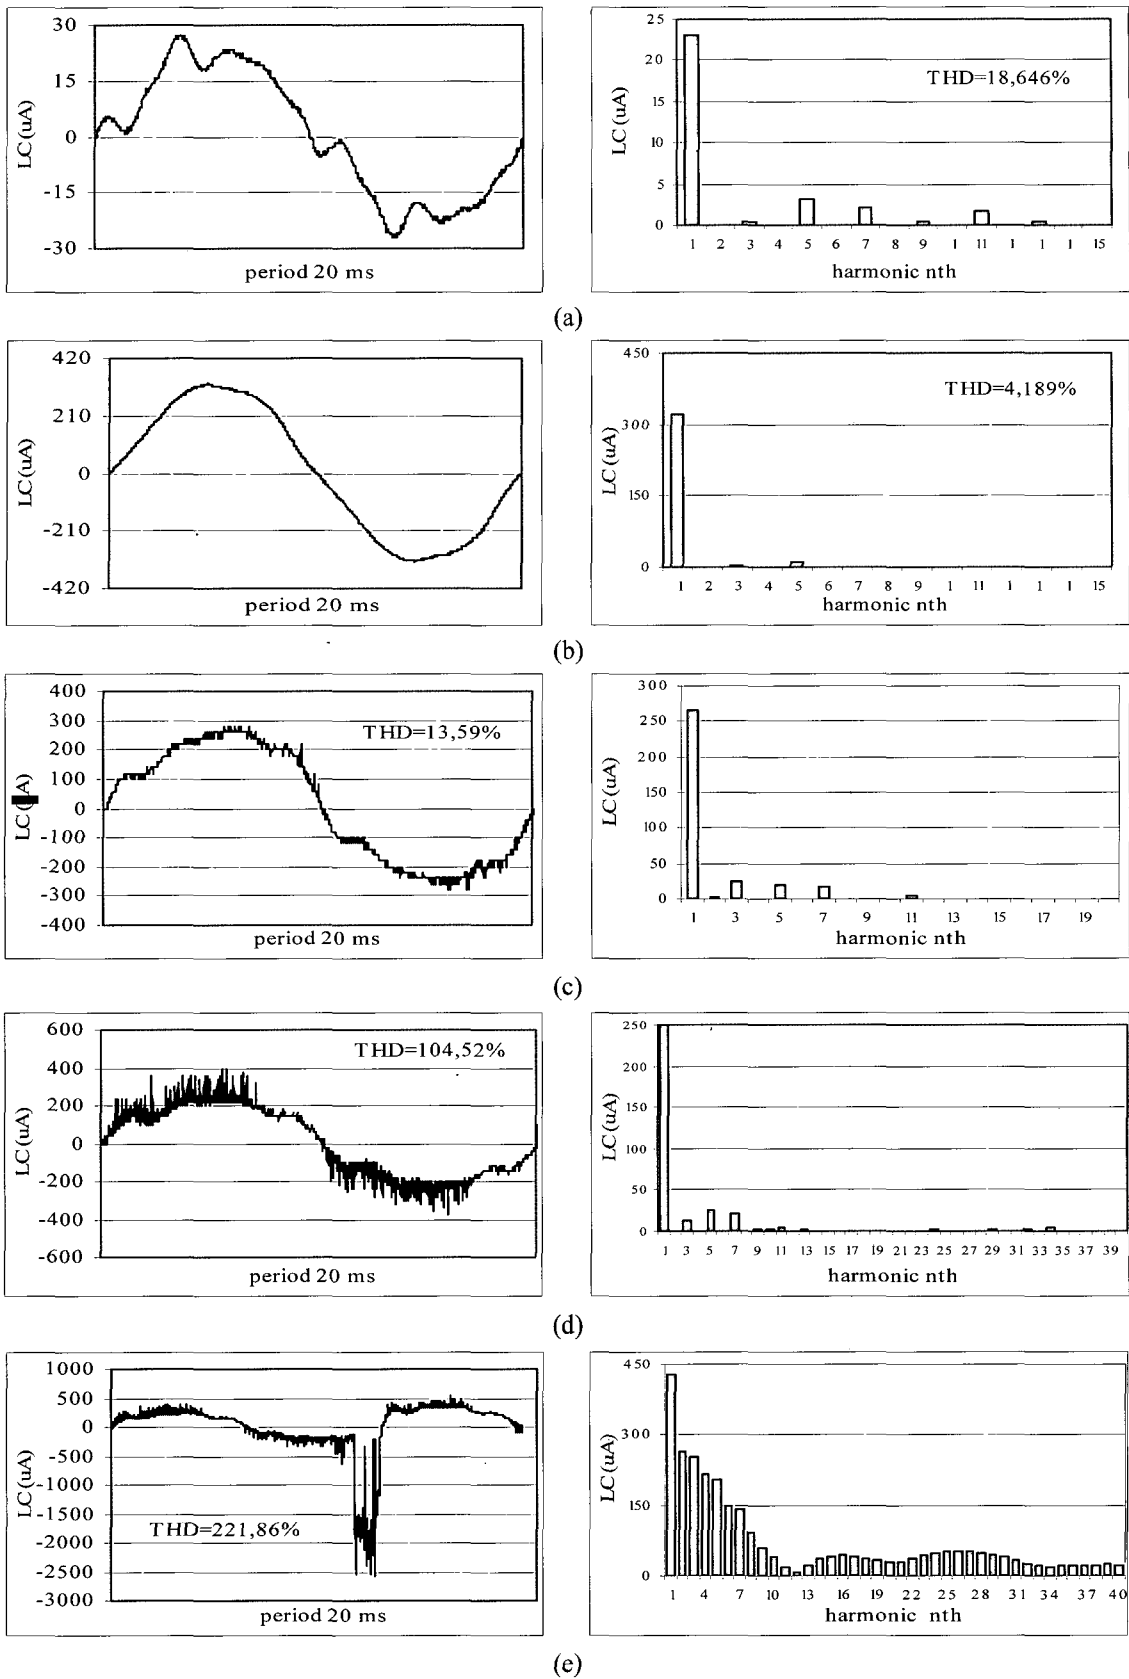 30
15
0
-15
-30
LC(uA)
period 20 ms
25
20
15
10
5
0
LC (uA)
THD=18,646%
1 2 3 4 5 6 7 8 9 1 11 1 1 1 15
harmonic nth
(a)
420
210
0
-210
-420
LC(uA)
period 20 ms
450
300
150
0
LC(uA)
THD=4,189%
1 2 3 4 5 6 7 8 9 1 11 1 1 1 15
harmonic nth
(b)
400
300
200
100
0
-100
-200
-300
-400
THD=13,59%
period 20 ms
300
250
200
150
100
50
0
LC (uA)
1 3 5 7 9 11 13 15 17 19
harmonic nth
(c)
600
400
200
0
-200
-400
-600
LC(uA)
THD=104,52%
period 20 ms
250
200
150
100
50
0
LC(uA)
1 3 5 7 9 11 13 15 17 19 21 23 25 27 29 31 33 35 37 39
harmonic nth
(d)
1000
500
0
-500
-1000
-1500
-2000
-2500
-3000
LC(uA)
THD=221,86%
period 20 ms
450
300
150
0
LC(uA)
1 4 7 10 13 16 19 22 25 28 31 34 37 40
harmonic nth
(e)